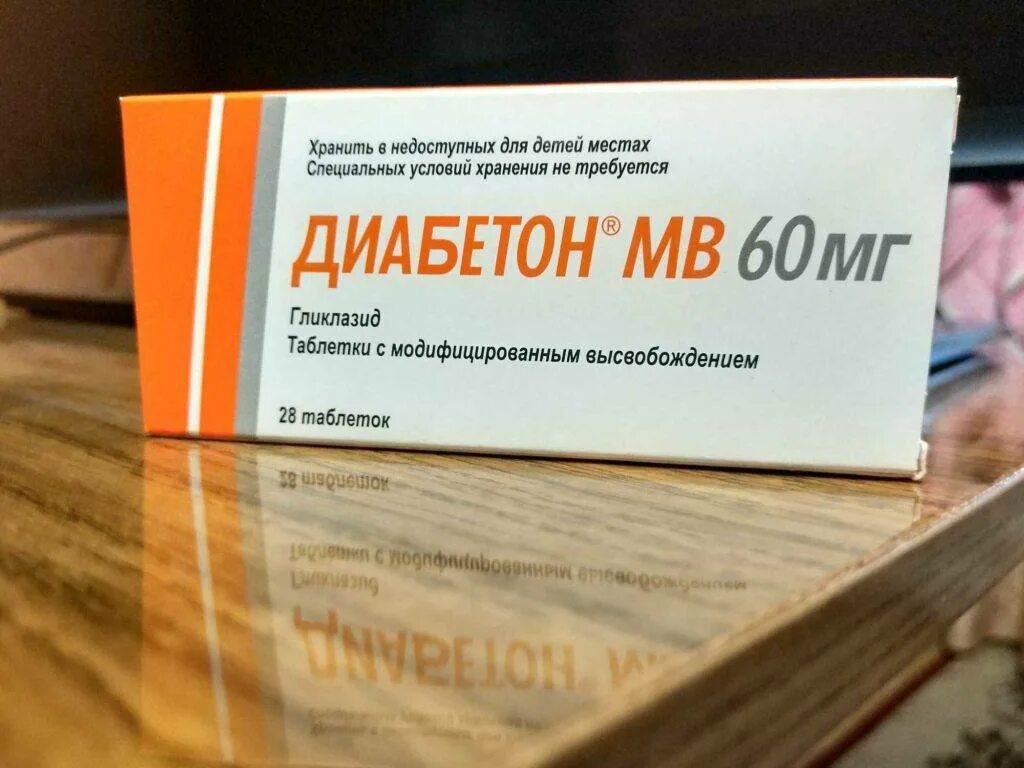 Хранить в недоступных для детей местах
Специальных условий хранения не требуется
ДИАБЕТОН® МВ 60 мг
Гликлазид
Таблетки с модифицированным высвобождением
28 таблеток